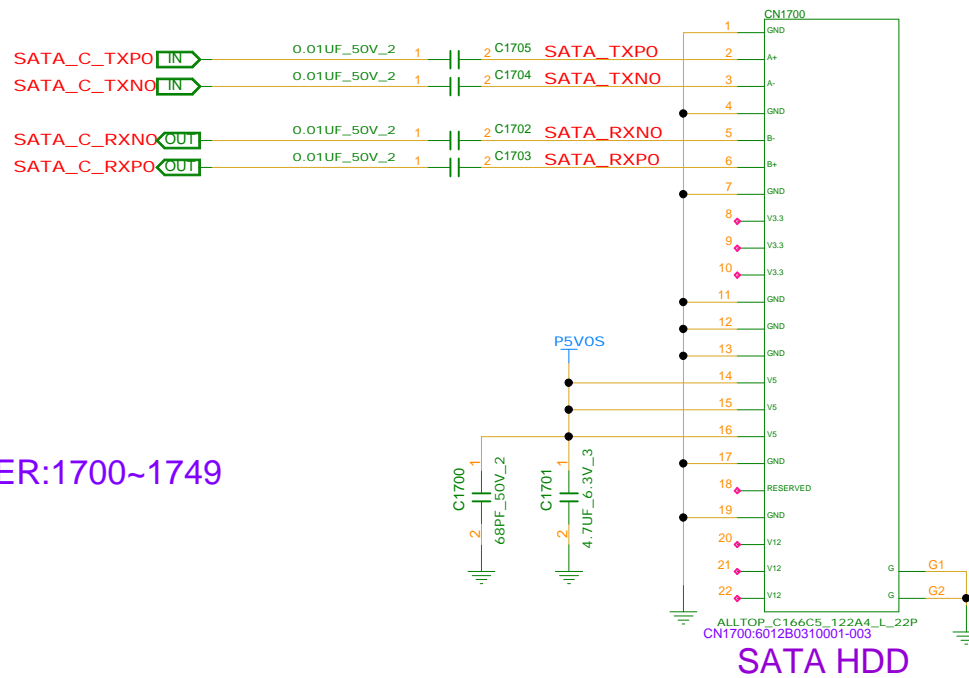 CN1700
1 GND
SATA_C_TXP0 IN 0.01UF_50V_2 1 2 C1705 SATA_TXP0 2 A+
SATA_C_TXN0 IN 0.01UF_50V_2 1 2 C1704 SATA_TXN0 3 A-
4 GND
SATA_C_RXN0 OUT 0.01UF_50V_2 1 2 C1702 SATA_RXN0 5 B-
SATA_C_RXP0 OUT 0.01UF_50V_2 1 2 C1703 SATA_RXP0 6 B+
7 GND
8 V3.3
9 V3.3
10 V3.3
11 GND
12 GND
13 GND
P5V0S
14 V5
15 V5
16 V5
17 GND
18 RESERVED
19 GND
20 V12
21 V12
22 V12
G G1
G G2
ER:1700~1749
C1700 1 2 68PF_50V_2
C1701 1 2 4.7UF_6.3V_3
ALLTOP_C166C5_122A4_L_22P
CN1700:6012B0310001-003
SATA HDD